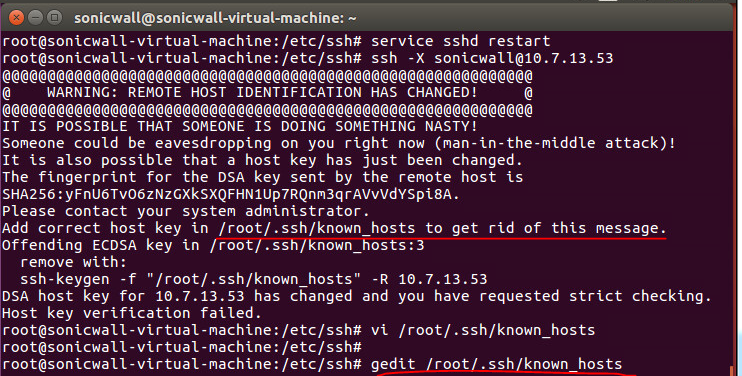 sonicwall@sonicwall-virtual-machine: ~
root@sonicwall-virtual-machine:/etc/ssh# service sshd restart
root@sonicwall-virtual-machine:/etc/ssh# ssh -X sonicwall@10.7.13.53
@@@@@@@@@@@@@@@@@@@@@@@@@@@@@@@@@@@@@@@@@@@@@@@@@@@@@@@@@@@
@    WARNING: REMOTE HOST IDENTIFICATION HAS CHANGED!     @
@@@@@@@@@@@@@@@@@@@@@@@@@@@@@@@@@@@@@@@@@@@@@@@@@@@@@@@@@@@
IT IS POSSIBLE THAT SOMEONE IS DOING SOMETHING NASTY!
Someone could be eavesdropping on you right now (man-in-the-middle attack)!
It is also possible that a host key has just been changed.
The fingerprint for the DSA key sent by the remote host is
SHA256:yFnU6TvO6zNzGXkSXQFHN1Up7RQnm3qrAVvVdYSpi8A.
Please contact your system administrator.
Add correct host key in /root/.ssh/known_hosts to get rid of this message.
Offending ECDSA key in /root/.ssh/known_hosts:3
  remove with:
  ssh-keygen -f "/root/.ssh/known_hosts" -R 10.7.13.53
DSA host key for 10.7.13.53 has changed and you have requested strict checking.
Host key verification failed.
root@sonicwall-virtual-machine:/etc/ssh# vi /root/.ssh/known_hosts
root@sonicwall-virtual-machine:/etc/ssh#
root@sonicwall-virtual-machine:/etc/ssh# gedit /root/.ssh/known_hosts